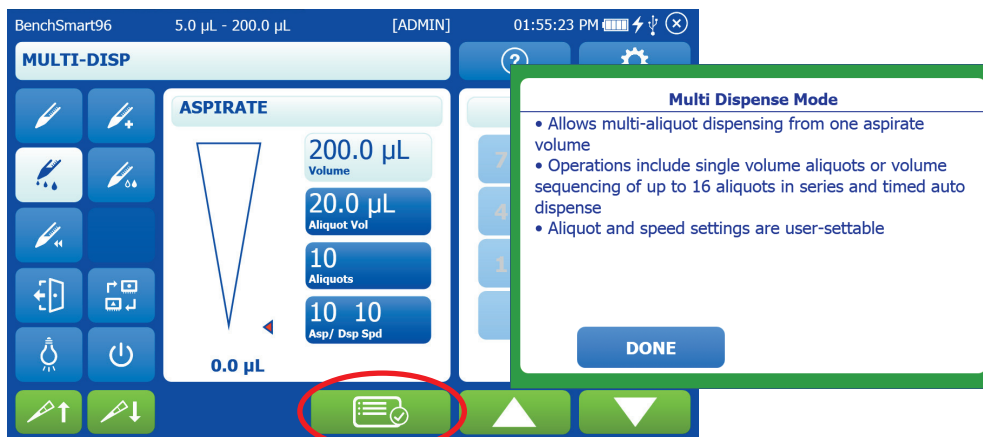 BenchSmart96 5.0 µL - 200.0 µL [ADMIN] 01:55:23 PM
MULTI-DISP
?
ASPIRATE
200.0 µL
Volume
20.0 µL
Aliquot Vol
10
Aliquots
10 10
Asp/ Dsp Spd
0.0 µL
7
4
1
Multi Dispense Mode
• Allows multi-aliquot dispensing from one aspirate
volume
• Operations include single volume aliquots or volume
sequencing of up to 16 aliquots in series and timed auto
dispense
• Aliquot and speed settings are user-settable
DONE